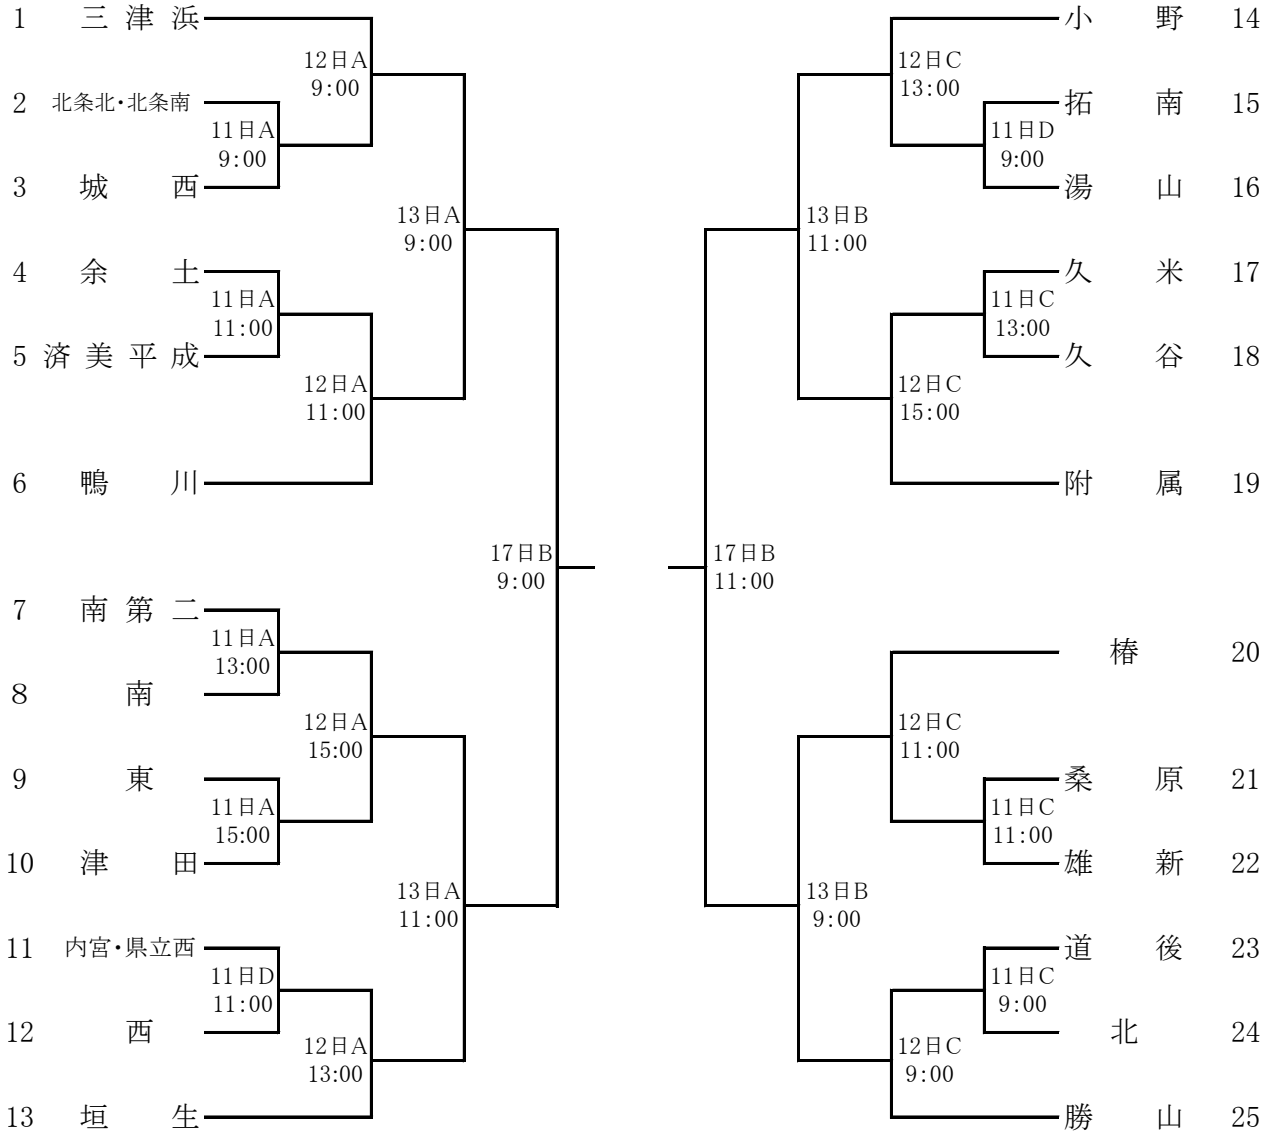 1 三津浜
12日A
9:00
2 北条北・北条南
11日A
9:00
3 城西
13日A
9:00
4 余土
11日A
11:00
5 済美平成
12日A
11:00
6 鴨川
17日B
9:00
7 南第二
11日A
13:00
8 南
12日A
15:00
9 東
11日A
15:00
10 津田
13日A
11:00
11 内宮・県立西
11日D
11:00
12 西
12日A
13:00
13 垣生
小野 14
12日C
13:00
拓南 15
11日D
9:00
湯山 16
13日B
11:00
久米 17
11日C
13:00
久谷 18
12日C
15:00
附属 19
17日B
11:00
椿 20
12日C
11:00
桑原 21
11日C
11:00
雄新 22
13日B
9:00
道後 23
11日C
9:00
北 24
12日C
9:00
勝山 25